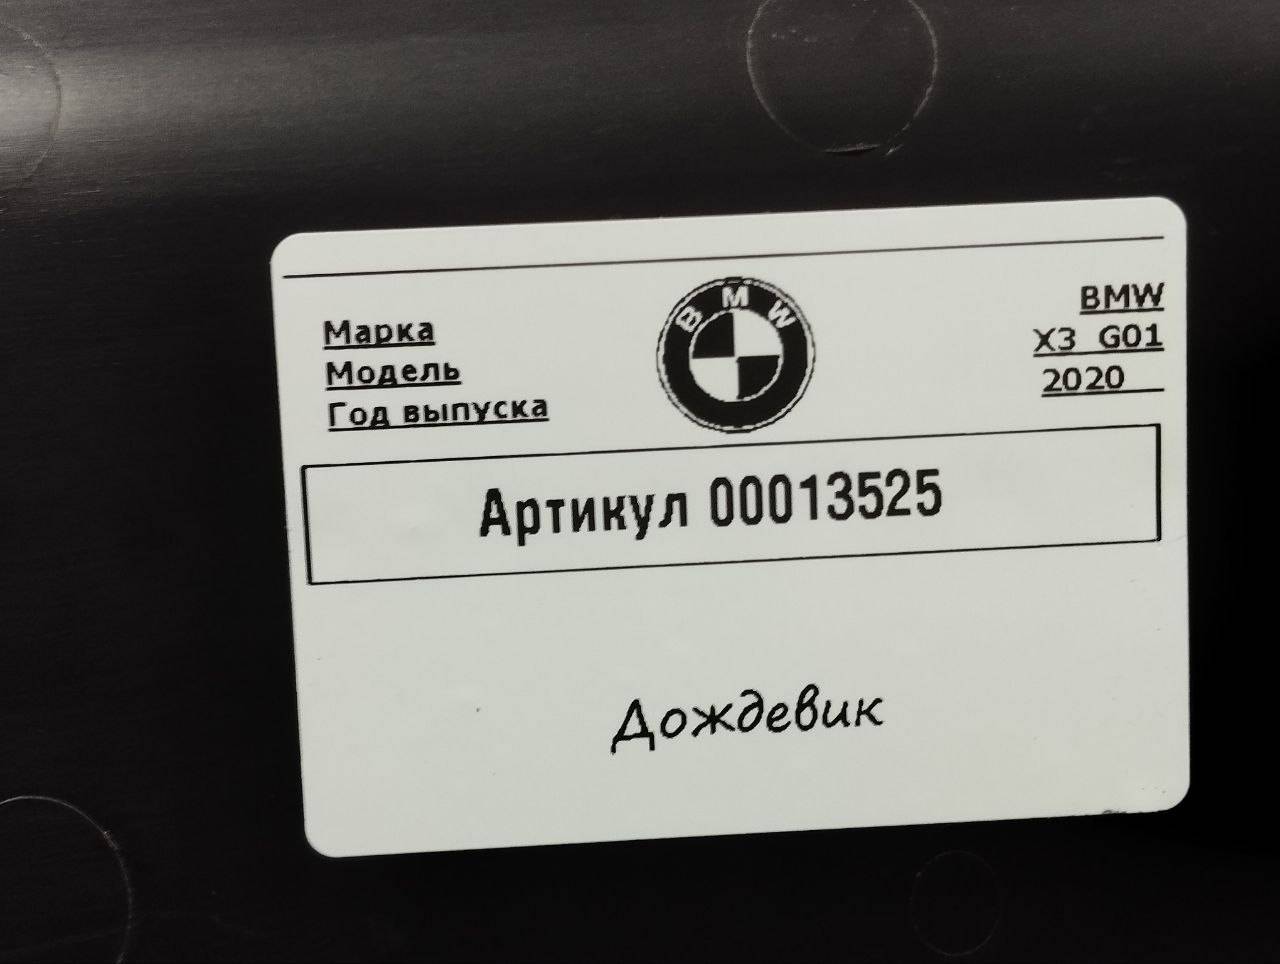 Марка
BMW
Модель
X3 G01
Год выпуска
2020
BMW
Артикул 00013525
Дождевик